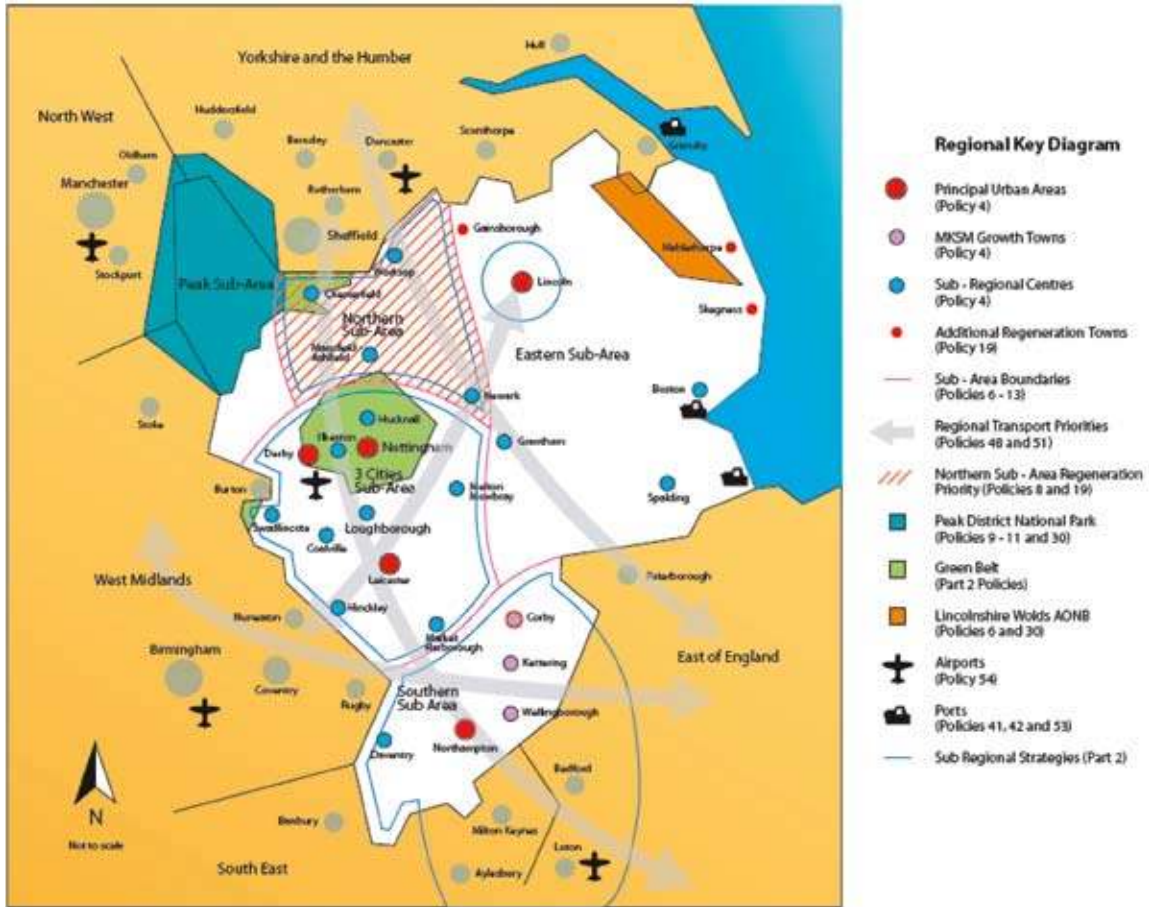 Hull
Yorkshire and the Humber
Huddersfield
North West
Barnsley
Doncaster
Scunthorpe
Grimsby
Oldham
Manchester
Rotherham
Sheffield
Gainsborough
Mablethorpe
Stockport
Worksop
Peak Sub-Area
Chesterfield
Lincoln
Northern
Sub-Area
Skegness
Mansfield
Ashfield
Eastern Sub-Area
Newark
Boston
Stoke
Hucknall
Ilkeston
Nottingham
Grantham
Derby
3 Cities
Sub-Area
Burton
Melton
Mowbray
Spalding
Swadlincote
Loughborough
Coalville
Leicester
Peterborough
West Midlands
Hinckley
Nuneaton
Market
Harborough
Corby
East of England
Birmingham
Kettering
Coventry
Rugby
Southern
Sub Area
Wellingborough
Northampton
Daventry
Bedford
N
Not to scale
Banbury
Milton Keynes
Luton
South East
Aylesbury
Regional Key Diagram
Principal Urban Areas
(Policy 4)
MKSM Growth Towns
(Policy 4)
Sub - Regional Centres
(Policy 4)
Additional Regeneration Towns
(Policy 19)
Sub - Area Boundaries
(Policies 6 - 13)
Regional Transport Priorities
(Policies 48 and 51)
Northern Sub - Area Regeneration
Priority (Policies 8 and 19)
Peak District National Park
(Policies 9 - 11 and 30)
Green Belt
(Part 2 Policies)
Lincolnshire Wolds AONB
(Policies 6 and 30)
Airports
(Policy 54)
Ports
(Policies 41, 42 and 53)
Sub Regional Strategies (Part 2)